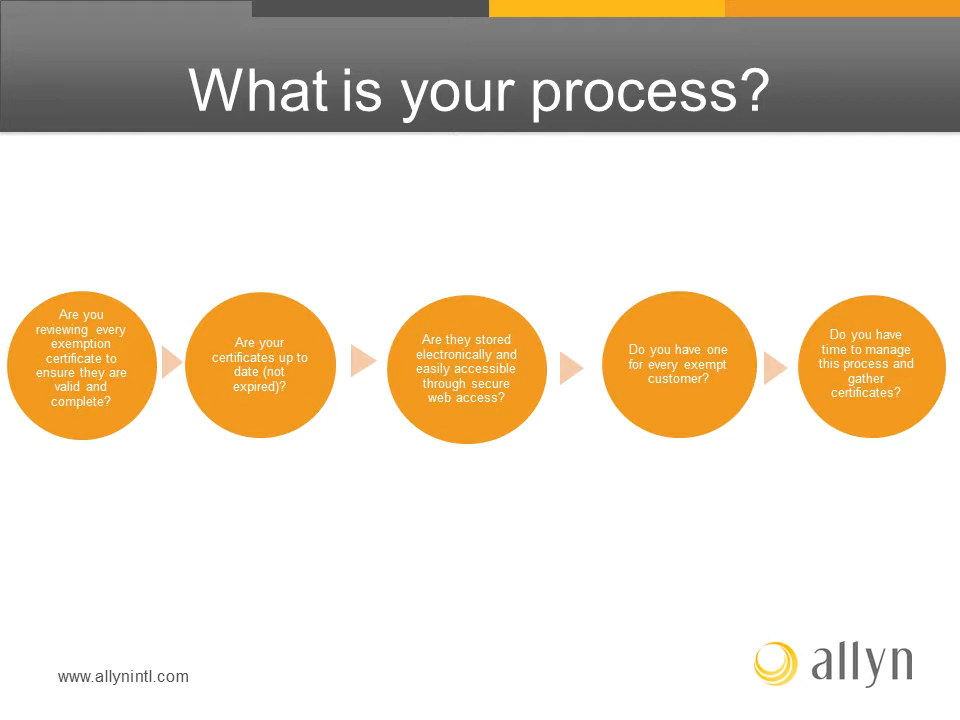 What is your process?
Are you
reviewing every
exemption
certificate to
ensure they are
valid and
complete?
Are your
certificates up to
date (not
expired)?
Are they stored
electronically and
easily accessible
through secure
web access?
Do you have one
for every exempt
customer?
Do you have
time to manage
this process and
gather
certificates?
www.allynintl.com
allyn